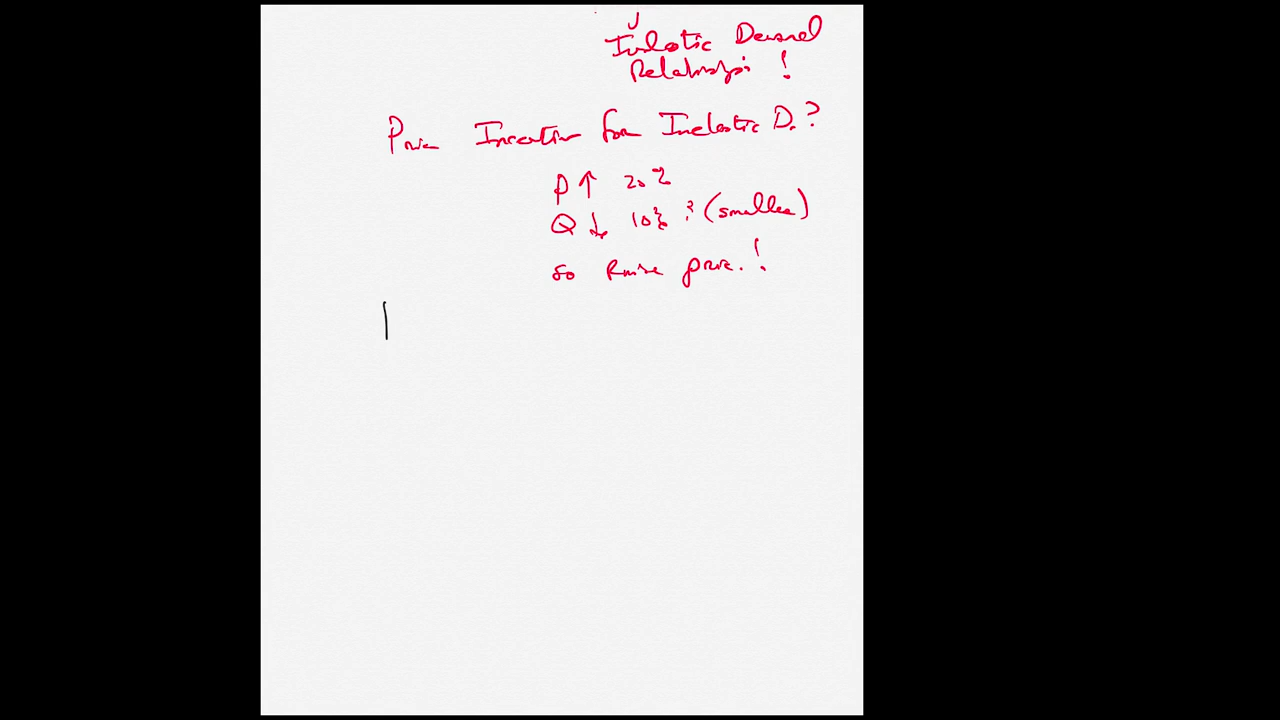 Inelastic Demand
Relationship !
Price Incentive for Inelastic D.?
P ↑ 20%
Q ↓ 10% ? (smaller)
so Raise price. !